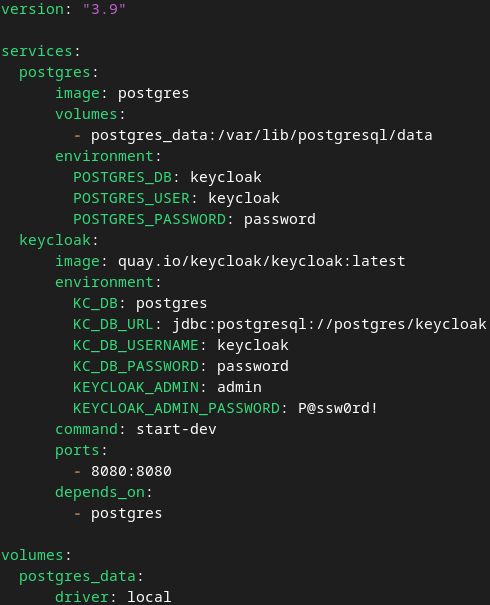 version: "3.9"

services:
  postgres:
      image: postgres
      volumes:
        - postgres_data:/var/lib/postgresql/data
      environment:
        POSTGRES_DB: keycloak
        POSTGRES_USER: keycloak
        POSTGRES_PASSWORD: password
  keycloak:
      image: quay.io/keycloak/keycloak:latest
      environment:
        KC_DB: postgres
        KC_DB_URL: jdbc:postgresql://postgres/keycloak
        KC_DB_USERNAME: keycloak
        KC_DB_PASSWORD: password
        KEYCLOAK_ADMIN: admin
        KEYCLOAK_ADMIN_PASSWORD: P@ssw0rd!
      command: start-dev
      ports:
        - 8080:8080
      depends_on:
        - postgres

volumes:
  postgres_data:
      driver: local